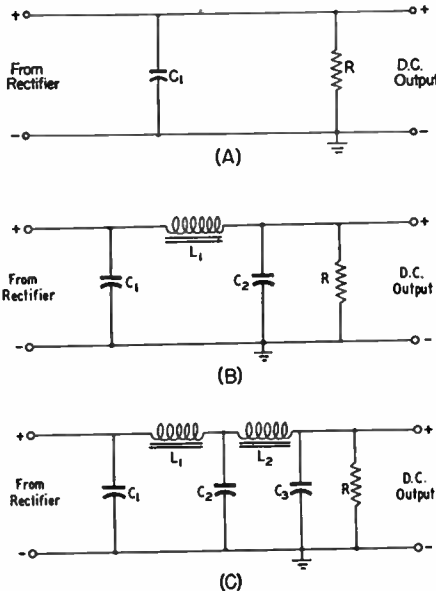 + +
From
Rectifier
C1
R
D.C.
Output
- -
(A)
+ +
L1
From
Rectifier
C1
C2
R
D.C.
Output
- -
(B)
+ +
L1 L2
From
Rectifier
C1
C2
C3
R
D.C.
Output
- -
(C)